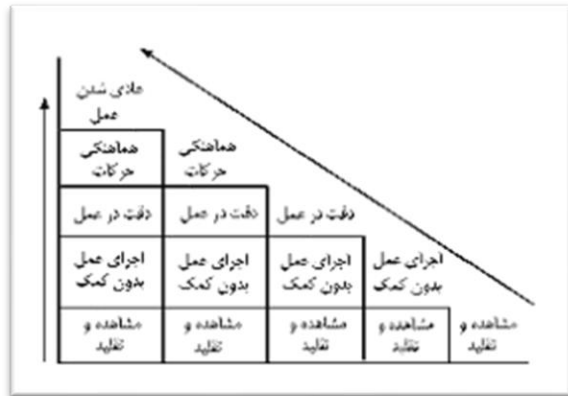 عادی شدن
عمل
هماهنگی
حرکات
هماهنگی
حرکات
دقت در عمل
دقت در عمل
دقت در عمل
اجرای عمل
بدون کمک
اجرای عمل
بدون کمک
اجرای عمل
بدون کمک
اجرای عمل
بدون کمک
مشاهده و
تقلید
مشاهده و
تقلید
مشاهده و
تقلید
مشاهده و
تقلید
مشاهده و
تقلید